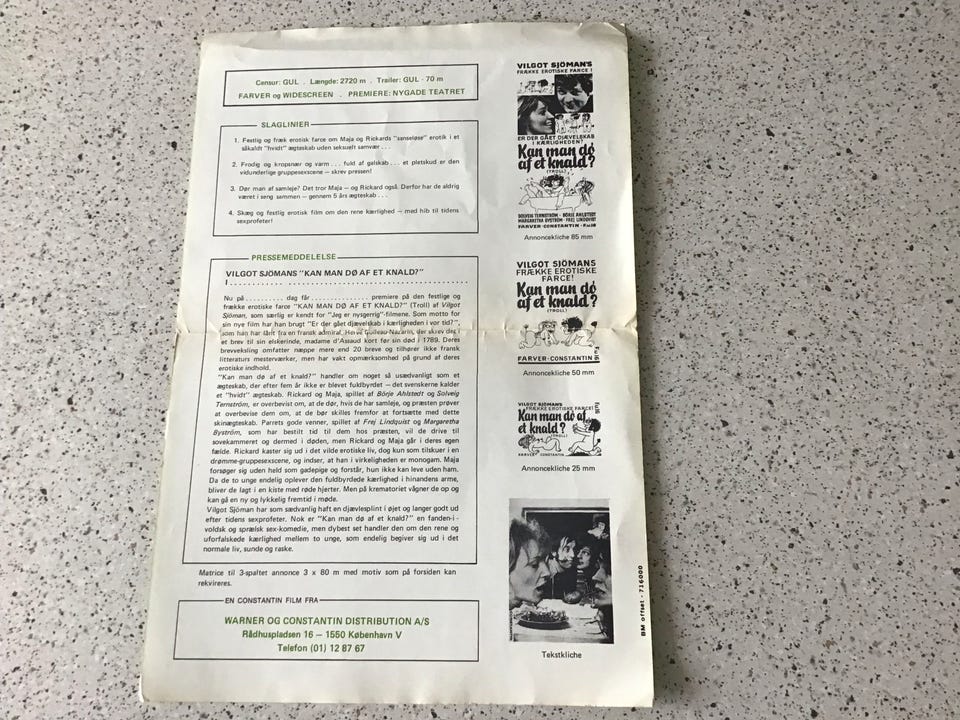 Censur: GUL . Længde: 2720 m . Trailer: GUL - 70 m
FARVER og WIDESCREEN . PREMIERE: NYGADE TEATRET
SLAGLINIER
1. Festlig og fræk erotisk farce om Maja og Rickards "sanseløse" erotik i et
såkaldt "hvidt" ægteskab uden seksuelt samvær . . .
2. Frodig og kropsnær og varm . . . fuld af galskab . . . et pletskud er den
vidunderlige gruppesexscene – skrev pressen!
3. Dør man af samleje? Det tror Maja – og Rickard også. Derfor har de aldrig
været i seng sammen – gennem 5 års ægteskab . . .
4. Skæg og festlig erotisk film om den rene kærlighed – med hib til tidens
sexprofeter!
PRESSEMEDDELELSE
VILGOT SJÖMANS "KAN MAN DØ AF ET KNALD?"
I . . . . . . . . . . . . . . . . . . . . . . . . . . . . . . . . . . . . . . . .
Nu på . . . . . . . . . . dag får . . . . . . . . . . . . . . . premiere på den festlige og
frække erotiske farce "KAN MAN DØ AF ET KNALD?" (Troll) af Vilgot
Sjöman, som særlig er kendt for "Jeg er nysgerrig"-filmene. Som motto for
sin nye film har han brugt "Er der gået djævelskab i kærligheden i vor tid?",
som han har lånt fra en fransk admiral, Hervé Guileau-Nazarin, der skrev det i
et brev til sin elskerinde, madame d'Assaud kort før sin død i 1789. Deres
brevveksling omfatter næppe mere end 20 breve og tilhører ikke fransk
litteraturs mesterværker, men har vakt opmærksomhed på grund af deres
erotiske indhold.
"Kan man dø af et knald?" handler om noget så usædvanligt som et
ægteskab, der efter fem år ikke er blevet fuldbyrdet – det svenskerne kalder
et "hvidt" ægteskab. Rickard og Maja, spillet af Börje Ahlstedt og Solveig
Ternström, er overbevist om, at de dør, hvis de har samleje, og præsten prøver
at overbevise dem om, at de bør skilles fremfor at fortsætte med dette
skinægteskab. Parrets gode venner, spillet af Frej Lindquist og Margaretha
Byström, som har bestilt tid til dem hos præsten, vil de drive til
sovekammeret og dermed i døden, men Rickard og Maja går i deres egen
fælde. Rickard kaster sig ud i det vilde erotiske liv, dog kun som tilskuer i en
drømme-gruppesexscene, og indser, at han i virkeligheden er monogam. Maja
forsøger sig uden held som gadepige og forstår, hun ikke kan leve uden ham.
Da de to unge endelig oplever den fuldbyrdede kærlighed i hinandens arme,
bliver de lagt i en kiste med røde hjerter. Men på krematoriet vågner de op og
kan gå en ny og lykkelig fremtid i møde.
Vilgot Sjöman har som sædvanlig haft en djævlesplint i øjet og langer godt ud
efter tidens sexprofeter. Nok er "Kan man dø af et knald?" en fanden-i-
voldsk og sprælsk sex-komedie, men dybest set handler den om den rene og
uforfalskede kærlighed mellem to unge, som endelig begiver sig ud i det
normale liv, sunde og raske.
Matrice til 3-spaltet annonce 3 x 80 m med motiv som på forsiden kan
rekvireres.
EN CONSTANTIN FILM FRA
WARNER OG CONSTANTIN DISTRIBUTION A/S
Rådhuspladsen 16 – 1550 København V
Telefon (01) 12 87 67
VILGOT SJÖMAN'S
FRÆKKE EROTISKE FARCE !
ER DER GÅET DJÆVELSKAB
I KÆRLIGHEDEN?
Kan man dø
af et knald?
(TROLL)
SOLVEIG TERNSTRÖM - BÖRJE AHLSTEDT
MARGARETHA BYSTRÖM - FREJ LINDQVIST
FARVER-CONSTANTIN - F.u.16
Annoncekliche 85 mm
VILGOT SJÖMANS
FRÆKKE EROTISKE
FARCE!
Kan man dø
af et knald?
(TROLL)
FARVER-CONSTANTIN
F.u.16
Annoncekliche 50 mm
VILGOT SJÖMANS
FRÆKKE EROTISKE FARCE!
F.u.16
Kan man dø af
et knald?
(TROLL)
FARVER CONSTANTIN
Annoncekliche 25 mm
Tekstkliche
BM offset - 716000